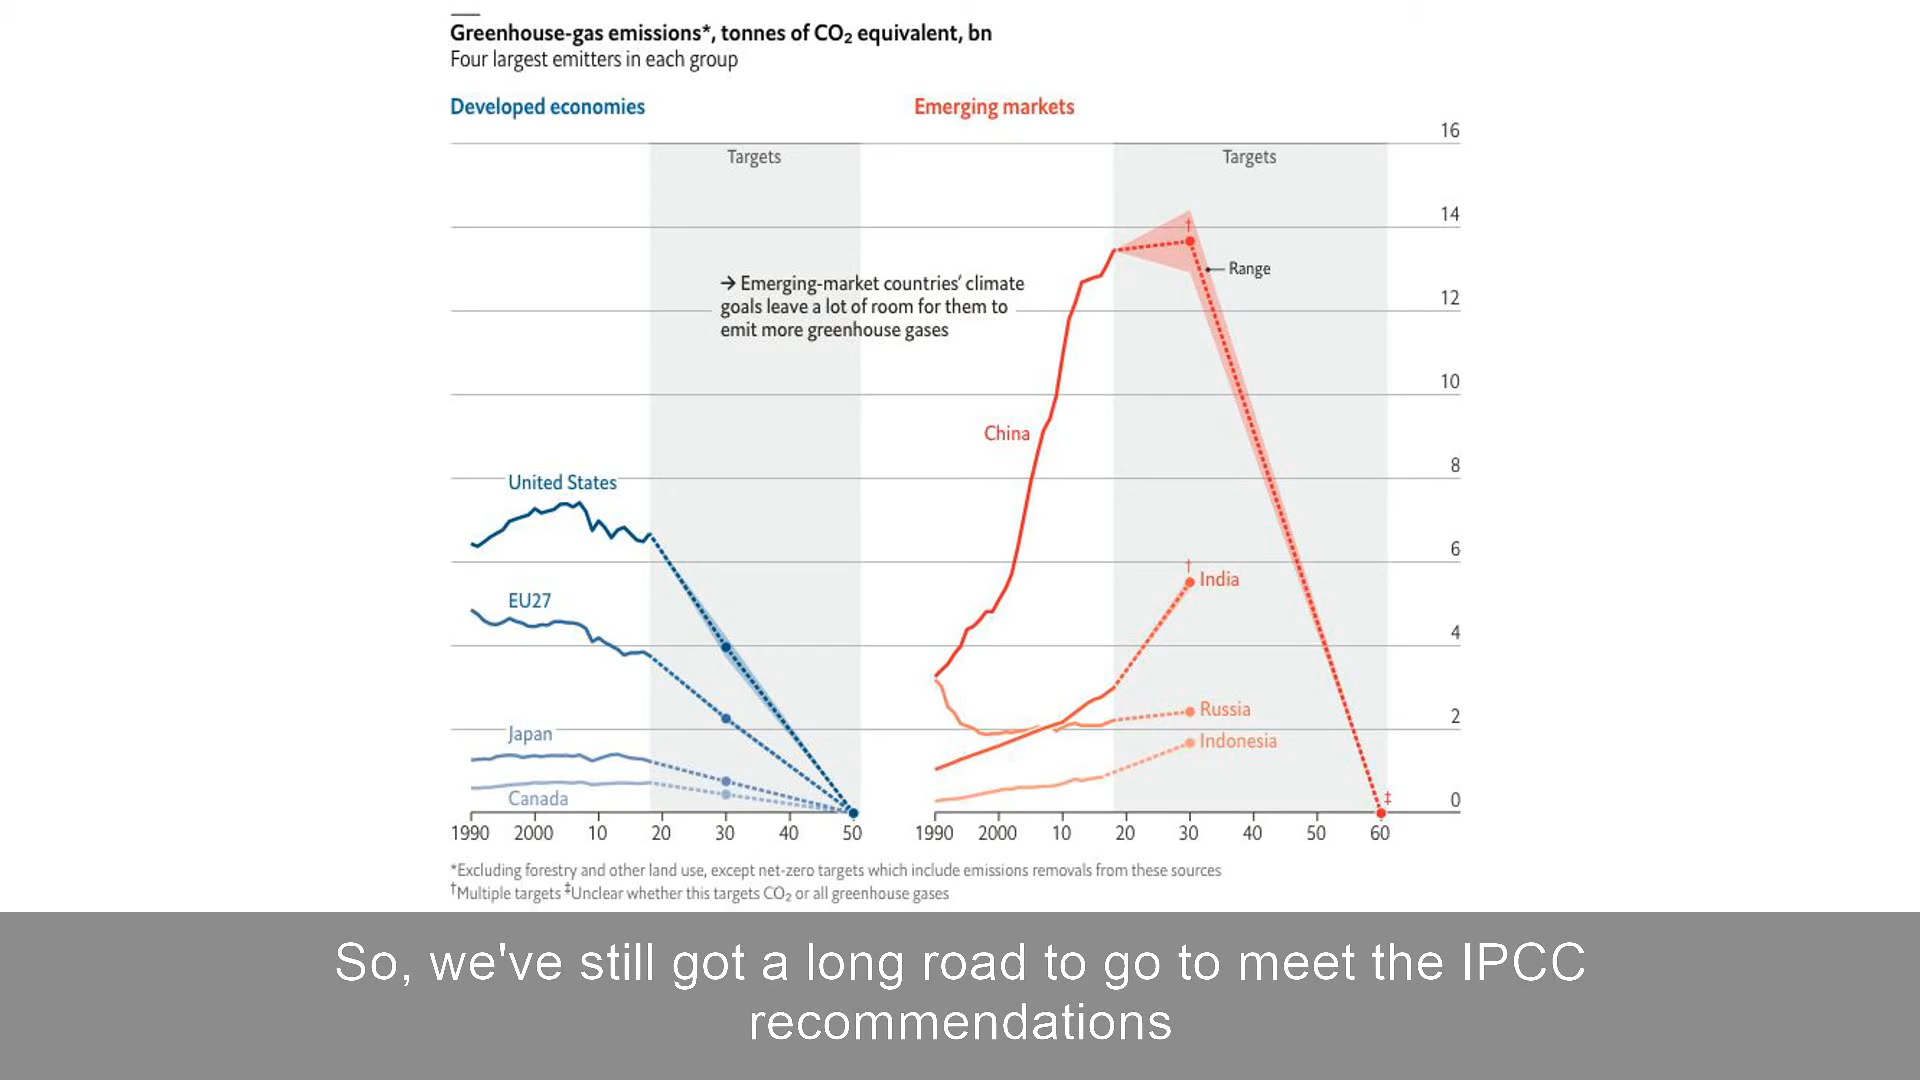 Greenhouse-gas emissions*, tonnes of CO₂ equivalent, bn
Four largest emitters in each group
Developed economies
Emerging markets
16
Targets
Targets
14
†
Range
→ Emerging-market countries’ climate
goals leave a lot of room for them to
emit more greenhouse gases
12
10
China
8
United States
6
†
India
EU27
4
Russia
2
Japan
Indonesia
Canada
‡
0
1990 2000 10 20 30 40 50
1990 2000 10 20 30 40 50 60
*Excluding forestry and other land use, except net-zero targets which include emissions removals from these sources
†Multiple targets ‡Unclear whether this targets CO₂ or all greenhouse gases
So, we've still got a long road to go to meet the IPCC
recommendations